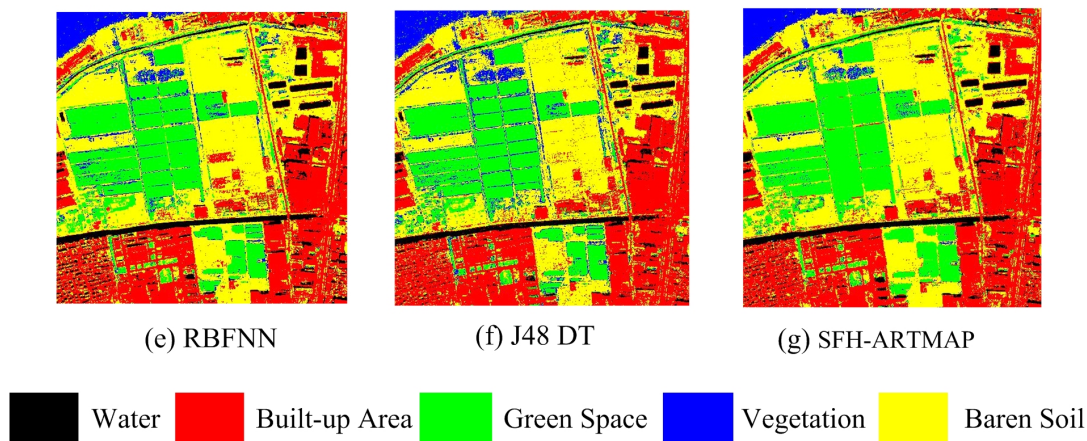 (e) RBFNN (f) J48 DT (g) SFH-ARTMAP
Water Built-up Area Green Space Vegetation Baren Soil